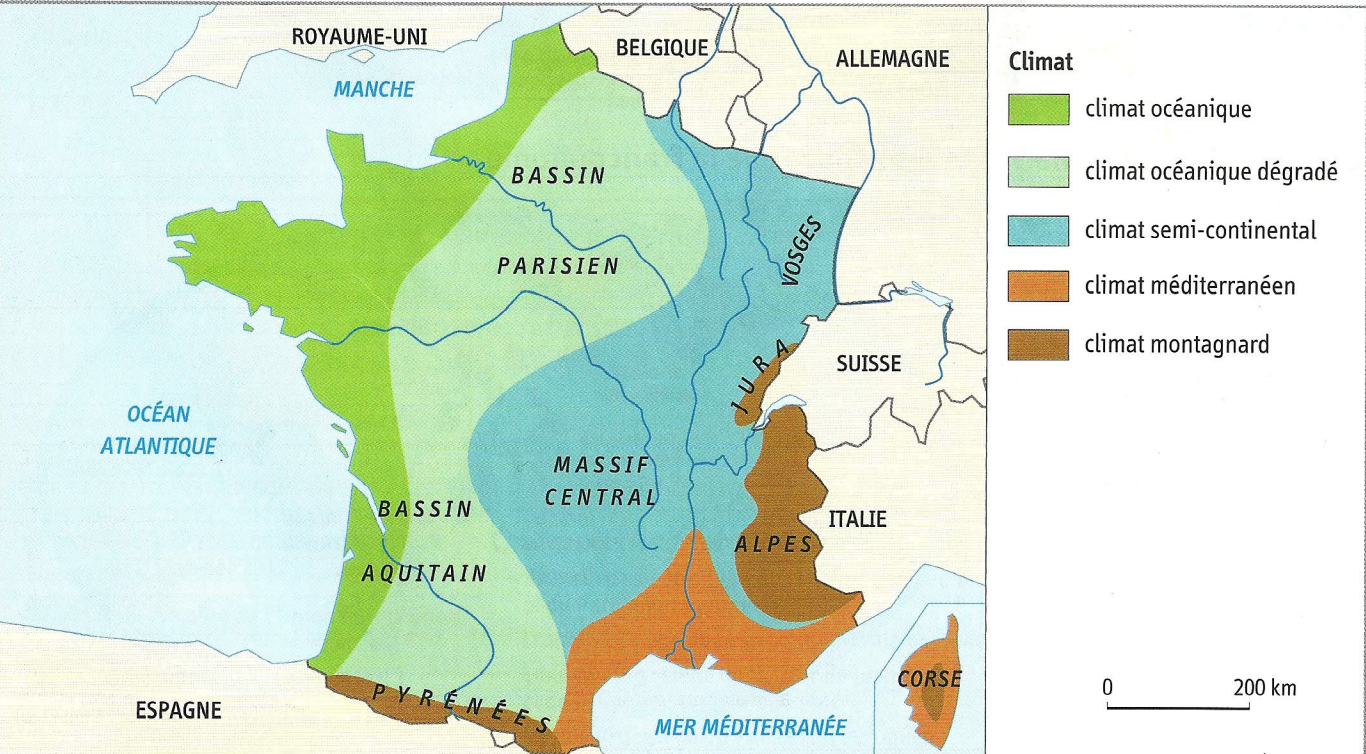 ROYAUME-UNI
BELGIQUE
ALLEMAGNE
MANCHE
BASSIN
PARISIEN
VOSGES
JURA
SUISSE
OCÉAN
ATLANTIQUE
MASSIF
CENTRAL
BASSIN
AQUITAIN
ALPES
ITALIE
PYRÉNÉES
ESPAGNE
MER MÉDITERRANÉE
CORSE
Climat
climat océanique
climat océanique dégradé
climat semi-continental
climat méditerranéen
climat montagnard
0 200 km